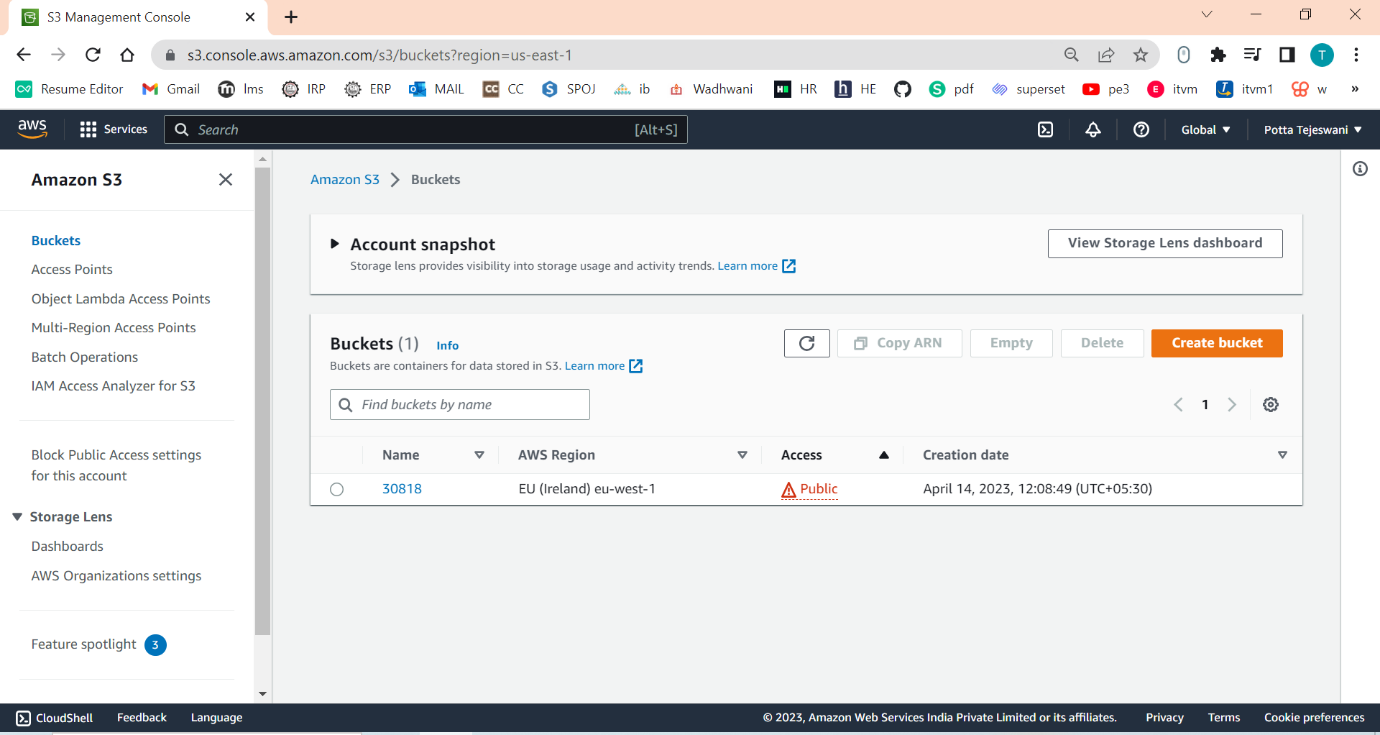 S3 Management Console
s3.console.aws.amazon.com/s3/buckets?region=us-east-1
T
Resume Editor Gmail lms IRP ERP MAIL CC CC SPOJ ib Wadhwani HR HE pdf superset pe3 E itvm itvm1 w »
aws Services Search [Alt+S] Global Potta Tejeswani
Amazon S3
Buckets
Access Points
Object Lambda Access Points
Multi-Region Access Points
Batch Operations
IAM Access Analyzer for S3
Block Public Access settings
for this account
Storage Lens
Dashboards
AWS Organizations settings
Feature spotlight 3
Amazon S3 Buckets
Account snapshot
View Storage Lens dashboard
Storage lens provides visibility into storage usage and activity trends. Learn more
Buckets (1) Info
Copy ARN Empty Delete Create bucket
Buckets are containers for data stored in S3. Learn more
Find buckets by name
1
Name AWS Region Access Creation date
30818 EU (Ireland) eu-west-1 Public April 14, 2023, 12:08:49 (UTC+05:30)
CloudShell Feedback Language © 2023, Amazon Web Services India Private Limited or its affiliates. Privacy Terms Cookie preferences